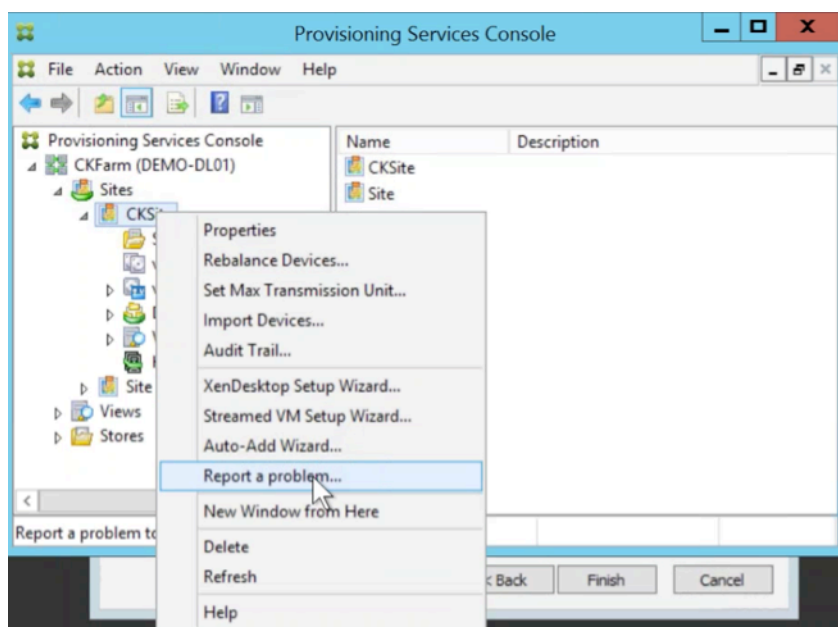 Provisioning Services Console
File Action View Window Help
Provisioning Services Console
CKFarm (DEMO-DL01)
Sites
Site
Views
Stores
Name Description
CKSite
Site
Properties
Rebalance Devices...
Set Max Transmission Unit...
Import Devices...
Audit Trail...
XenDesktop Setup Wizard...
Streamed VM Setup Wizard...
Auto-Add Wizard...
Report a problem...
New Window from Here
Delete
Refresh
Help
Report a problem
Back Finish Cancel